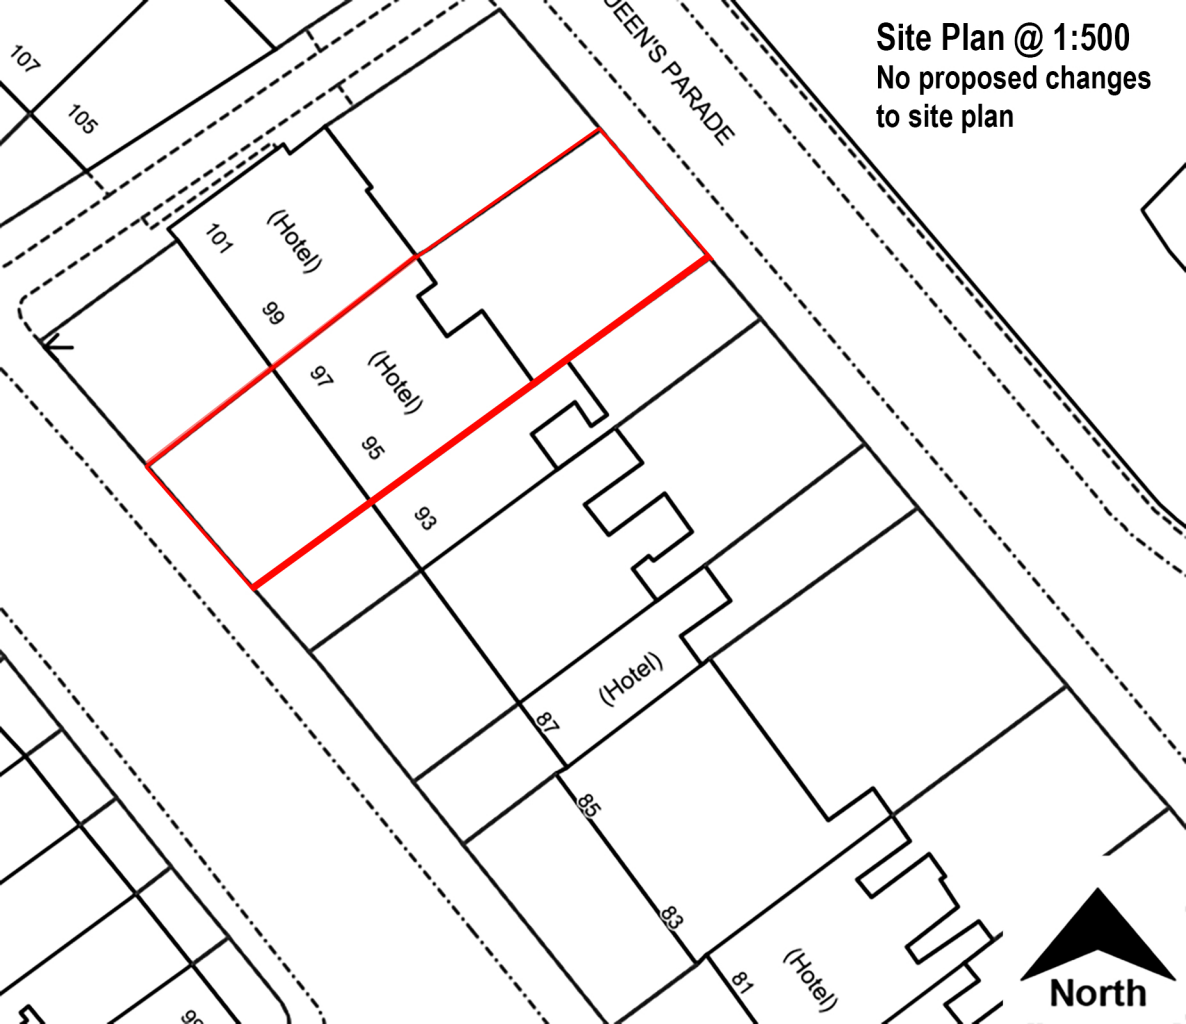 Site Plan @ 1:500
No proposed changes
to site plan
EEN'S PARADE
107
105
101
(Hotel)
99
97
(Hotel)
95
93
(Hotel)
87
85
83
81
(Hotel)
North